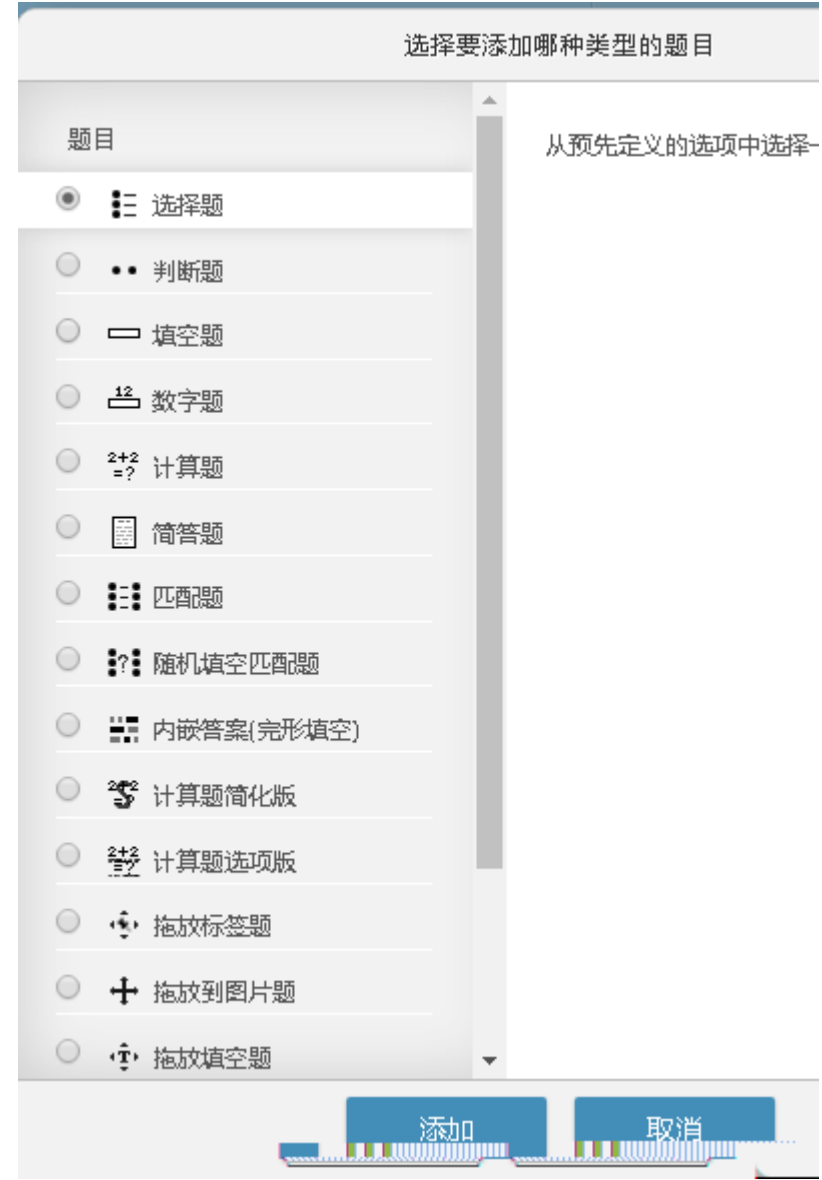 选择要添加哪种类型的题目
题目
从预先定义的选项中选择一
选择题
判断题
填空题
12 数字题
2+2=? 计算题
简答题
匹配题
? 随机填空匹配题
内嵌答案(完形填空)
计算题简化版
2+2=? 计算题选项版
拖放标签题
拖放到图片题
T 拖放填空题
添加 取消